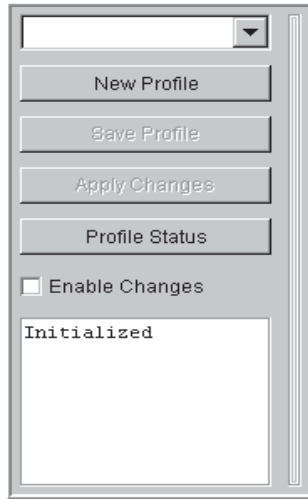 New Profile
Save Profile
Apply Changes
Profile Status
Enable Changes
Initialized